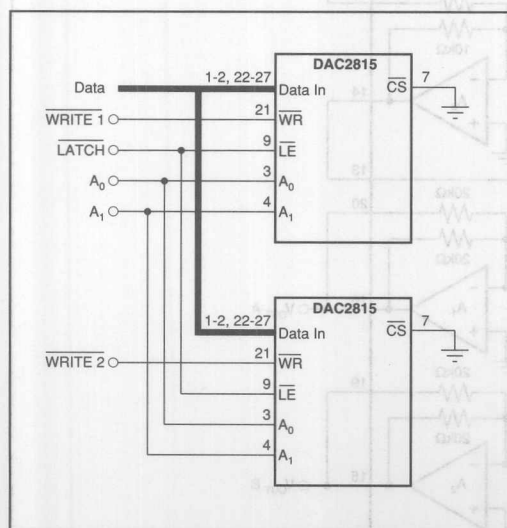 DAC2815
Data
1-2, 22-27
Data In
CS
7
WRITE 1
21
WR
LATCH
9
LE
A0
3
A0
A1
4
A1
DAC2815
1-2, 22-27
Data In
CS
7
WRITE 2
21
WR
9
LE
3
A0
4
A1